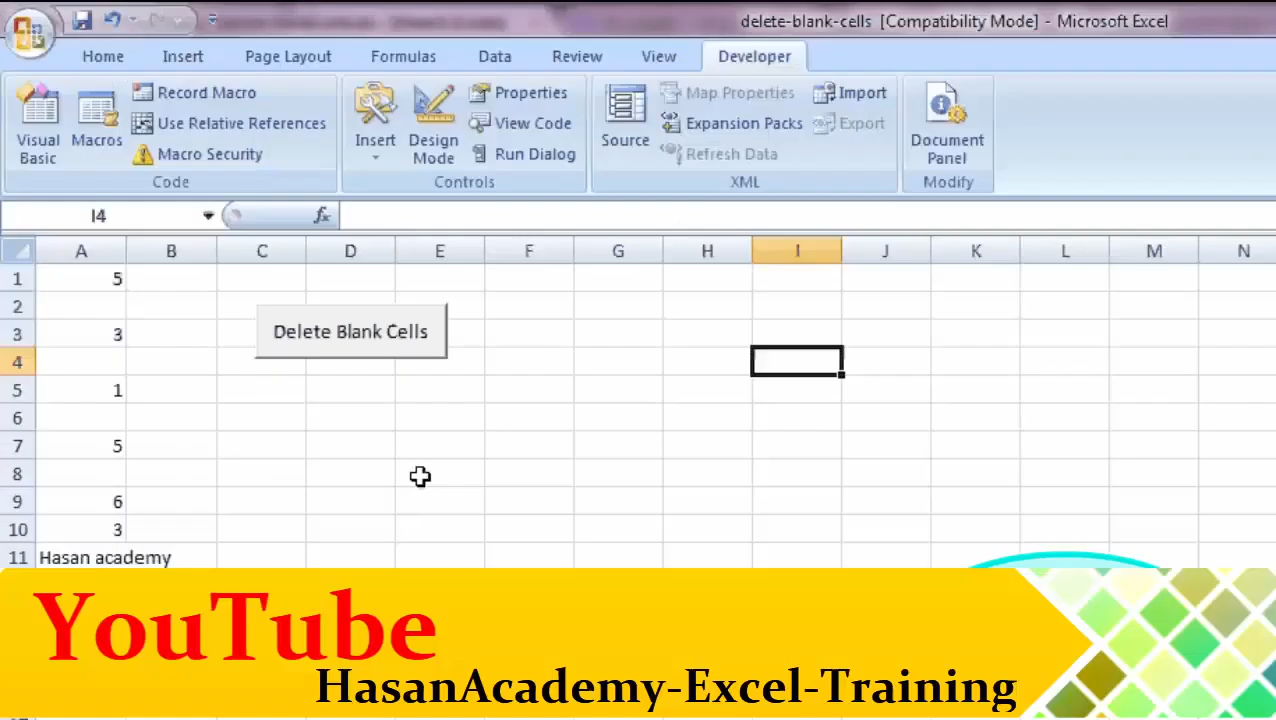 delete-blank-cells [Compatibility Mode] - Microsoft Excel
Home Insert Page Layout Formulas Data Review View Developer
Visual Basic
Macros
Record Macro
Use Relative References
Macro Security
Code
Insert
Design Mode
Properties
View Code
Run Dialog
Controls
Source
Map Properties
Expansion Packs
Refresh Data
Import
Export
XML
Document Panel
Modify
I4 fx
A B C D E F G H I J K L M N
1 5
2
3 3
Delete Blank Cells
4
5 1
6
7 5
8
9 6
10 3
11 Hasan academy
YouTube
HasanAcademy-Excel-Training